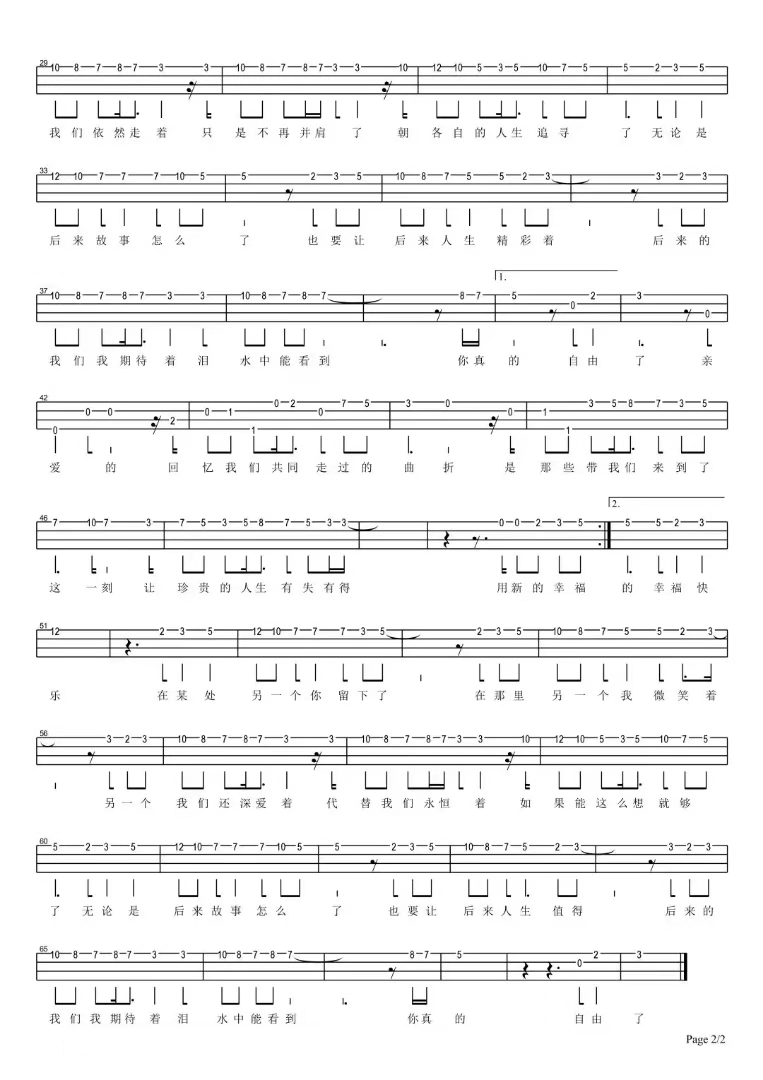 29
10 8 7 8 7 3 3 10 8 7 8 7 3 3 10 12 10 5 3 5 10 7 5 5 2 3 5
我们依然走着 只是不再并肩了 朝各自的人生追寻 了无论是
33
12 10 7 7 7 10 5 5 2 3 5 10 8 7 5 5 2 3 3 2 3
后来故事怎么 了 也要让 后来人生精彩着 后来的
1.
37
10 8 7 8 7 3 3 10 8 7 8 7 8 7 5 0 2 3 0
我们我期待着泪 水中能看到 你真的 自由了 亲
42
0 0 0 2 0 1 1 0 2 0 7 5 3 0 0 1 1 3 5 8 7 3 5
爱 的 回忆我们共同走过的曲折 是那些带我们来到了
2.
46
7 10 7 3 7 5 3 5 8 7 5 3 3 0 0 2 3 5 5 5 2 3
这一刻让珍贵的人生有失有得 用新的幸福 的幸福快
51
12 2 3 5 12 10 7 7 7 3 5 2 3 5 10 8 7 5 5 2 3
乐 在某处 另一个你留下了 在那里 另一个我微笑着
56
3 2 3 10 8 7 8 7 3 3 10 8 7 8 7 3 3 10 12 10 5 3 5 10 7 5
另一个 我们还深爱着 代替我们永恒着 如果能这么想就够
60
5 2 3 5 12 10 7 7 7 10 5 5 2 3 5 10 8 7 5 5 2 3 3 2 3
了 无论是 后来故事怎么 了 也要让 后来人生值得 后来的
65
10 8 7 8 7 3 3 10 8 7 8 7 8 7 5 0 2 3
我们我期待着泪 水中能看到 你真的 自由了
Page 2/2